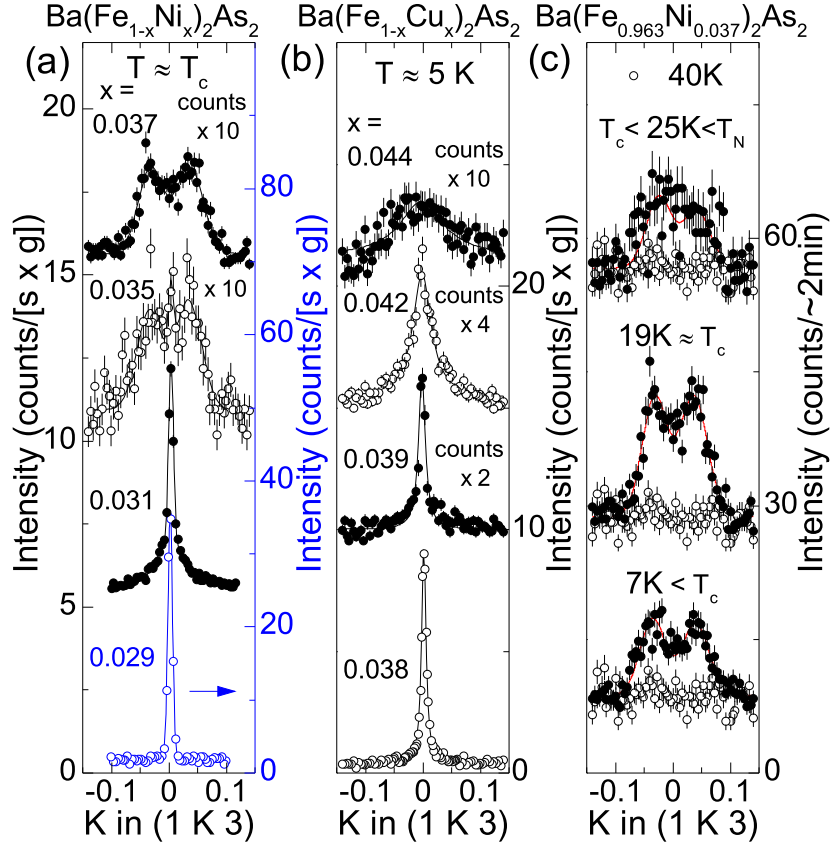 Ba(Fe1-xNix)2As2
Ba(Fe1-xCux)2As2
Ba(Fe0.963Ni0.037)2As2
(a)
T ≈ Tc
x =
0.037
counts
x 10
0.035
x 10
0.031
0.029
20
15
10
5
0
80
60
40
20
0
Intensity (counts/[s x g])
-0.1 0 0.1
K in (1 K 3)
(b)
T ≈ 5 K
x =
0.044
counts
x 10
0.042
counts
x 4
0.039
counts
x 2
0.038
Intensity (counts/[s x g])
20
10
0
-0.1 0 0.1
K in (1 K 3)
(c)
40K
Tc< 25K<TN
19K ≈ Tc
7K < Tc
Intensity (counts/[s x g])
60
30
0
Intensity (counts/~2min)
-0.1 0 0.1
K in (1 K 3)